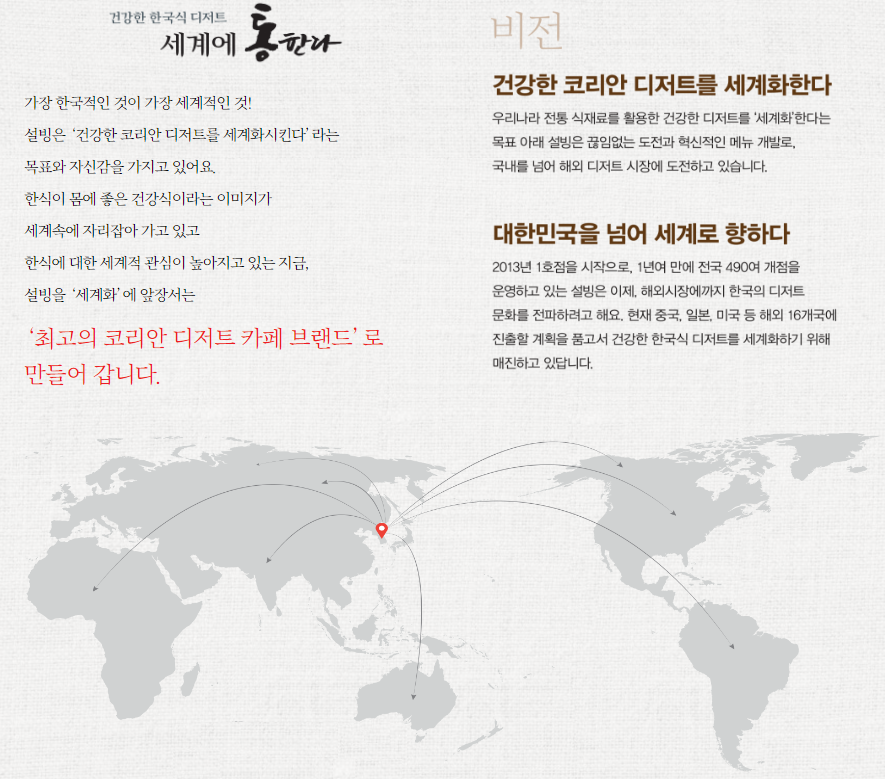 건강한 한국식 디저트
세계에 통한다
가장 한국적인 것이 가장 세계적인 것!
설빙은 ‘건강한 코리안 디저트를 세계화시킨다’ 라는
목표와 자신감을 가지고 있어요.
한식이 몸에 좋은 건강식이라는 이미지가
세계속에 자리잡아 가고 있고
한식에 대한 세계적 관심이 높아지고 있는 지금,
설빙을 ‘세계화’ 에 앞장서는
‘최고의 코리안 디저트 카페 브랜드’ 로
만들어 갑니다.
비전
건강한 코리안 디저트를 세계화한다
우리나라 전통 식재료를 활용한 건강한 디저트를 '세계화'한다는
목표 아래 설빙은 끊임없는 도전과 혁신적인 메뉴 개발로,
국내를 넘어 해외 디저트 시장에 도전하고 있습니다.
대한민국을 넘어 세계로 향하다
2013년 1호점을 시작으로, 1년여 만에 전국 490여 개점을
운영하고 있는 설빙은 이제, 해외시장에까지 한국의 디저트
문화를 전파하려고 해요. 현재 중국, 일본, 미국 등 해외 16개국에
진출할 계획을 품고서 건강한 한국식 디저트를 세계화하기 위해
매진하고 있답니다.